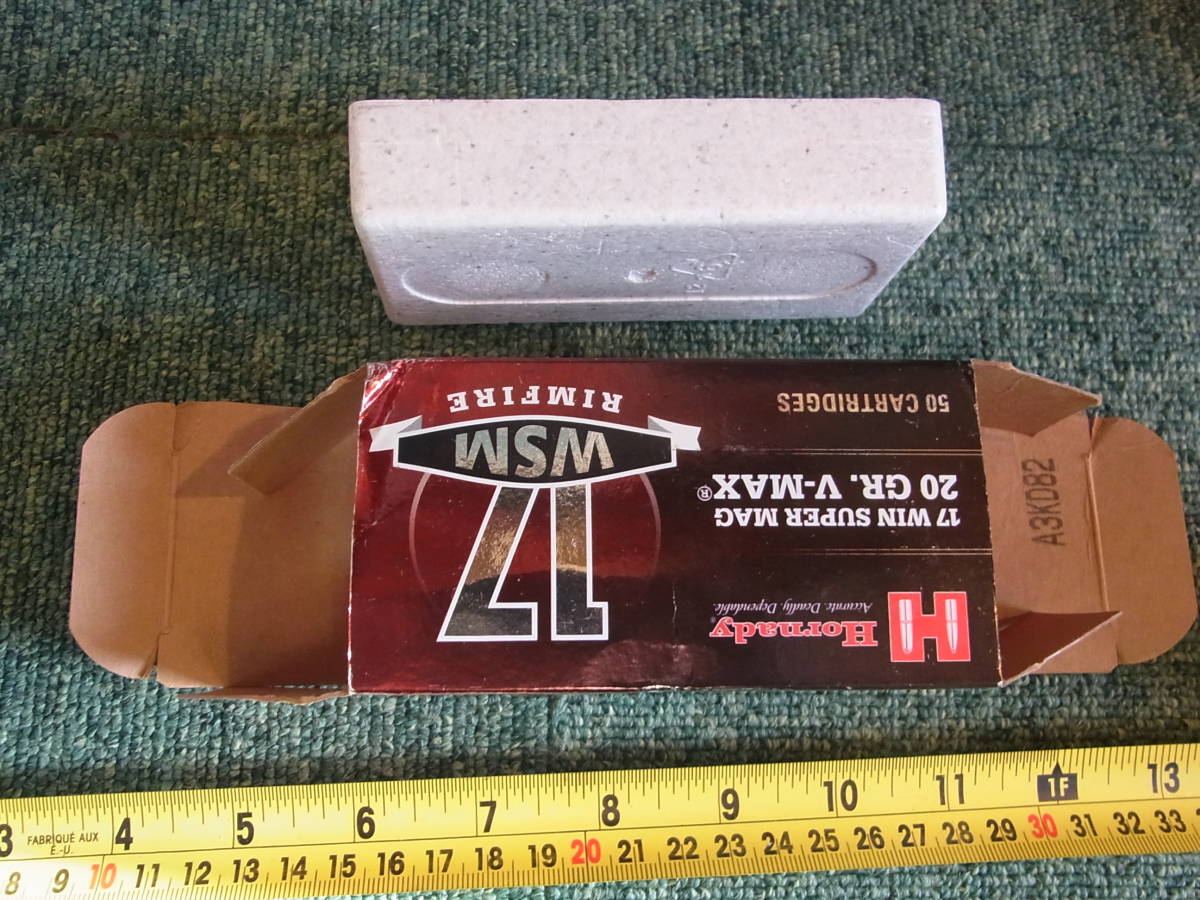 17
WSM
RIMFIRE
Hornady®
Accurate. Deadly. Dependable.
17 WIN SUPER MAG
20 GR. V-MAX®
50 CARTRIDGES
A3KD82
3 4 5 6 7 8 9 10 11 1F 13
FABRIQUÉ AUX
É.-U.
8 9 10 11 12 13 14 15 16 17 18 19 20 21 22 23 24 25 26 27 28 29 30 31 32 33